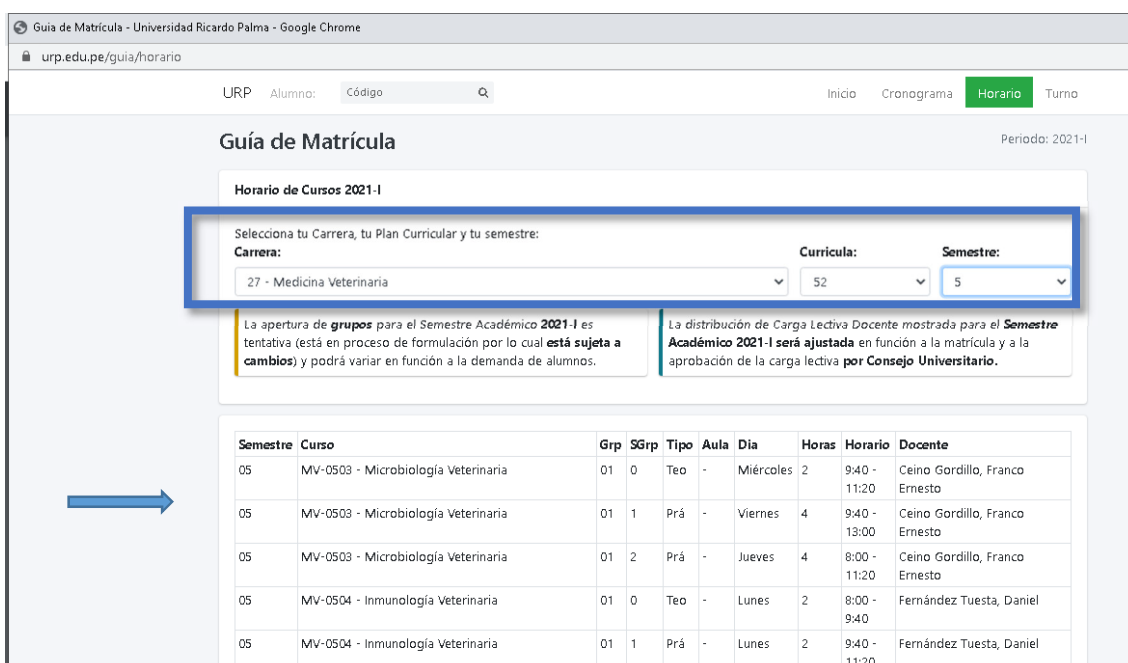 Guia de Matrícula - Universidad Ricardo Palma - Google Chrome
urp.edu.pe/guia/horario
URP Alumno: Código Inicio Cronograma Horario Turno
Guía de Matrícula Periodo: 2021-I
Horario de Cursos 2021-I
Selecciona tu Carrera, tu Plan Curricular y tu semestre:
Carrera: Curricula: Semestre:
27 - Medicina Veterinaria 52 5
La apertura de grupos para el Semestre Académico 2021-I es
tentativa (está en proceso de formulación por lo cual está sujeta a
cambios) y podrá variar en función a la demanda de alumnos.
La distribución de Carga Lectiva Docente mostrada para el Semestre
Académico 2021-I será ajustada en función a la matrícula y a la
aprobación de la carga lectiva por Consejo Universitario.
Semestre Curso Grp SGrp Tipo Aula Dia Horas Horario Docente
05 MV-0503 - Microbiología Veterinaria 01 0 Teo - Miércoles 2 9:40 - Ceino Gordillo, Franco
11:20 Ernesto
05 MV-0503 - Microbiología Veterinaria 01 1 Prá - Viernes 4 9:40 - Ceino Gordillo, Franco
13:00 Ernesto
05 MV-0503 - Microbiología Veterinaria 01 2 Prá - Jueves 4 8:00 - Ceino Gordillo, Franco
11:20 Ernesto
05 MV-0504 - Inmunología Veterinaria 01 0 Teo - Lunes 2 8:00 - Fernández Tuesta, Daniel
9:40
05 MV-0504 - Inmunología Veterinaria 01 1 Prá - Lunes 2 9:40 - Fernández Tuesta, Daniel
11:20